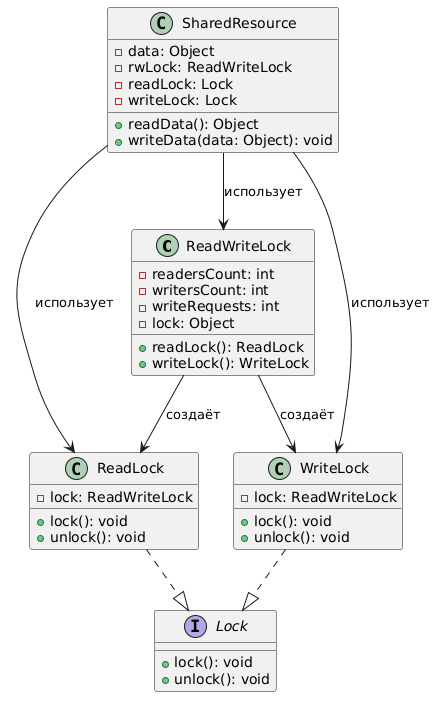 C SharedResource
data: Object
rwLock: ReadWriteLock
readLock: Lock
writeLock: Lock
readData(): Object
writeData(data: Object): void
использует
C ReadWriteLock
readersCount: int
writersCount: int
writeRequests: int
lock: Object
readLock(): ReadLock
writeLock(): WriteLock
использует
использует
создаёт
создаёт
C ReadLock
lock: ReadWriteLock
lock(): void
unlock(): void
C WriteLock
lock: ReadWriteLock
lock(): void
unlock(): void
I Lock
lock(): void
unlock(): void